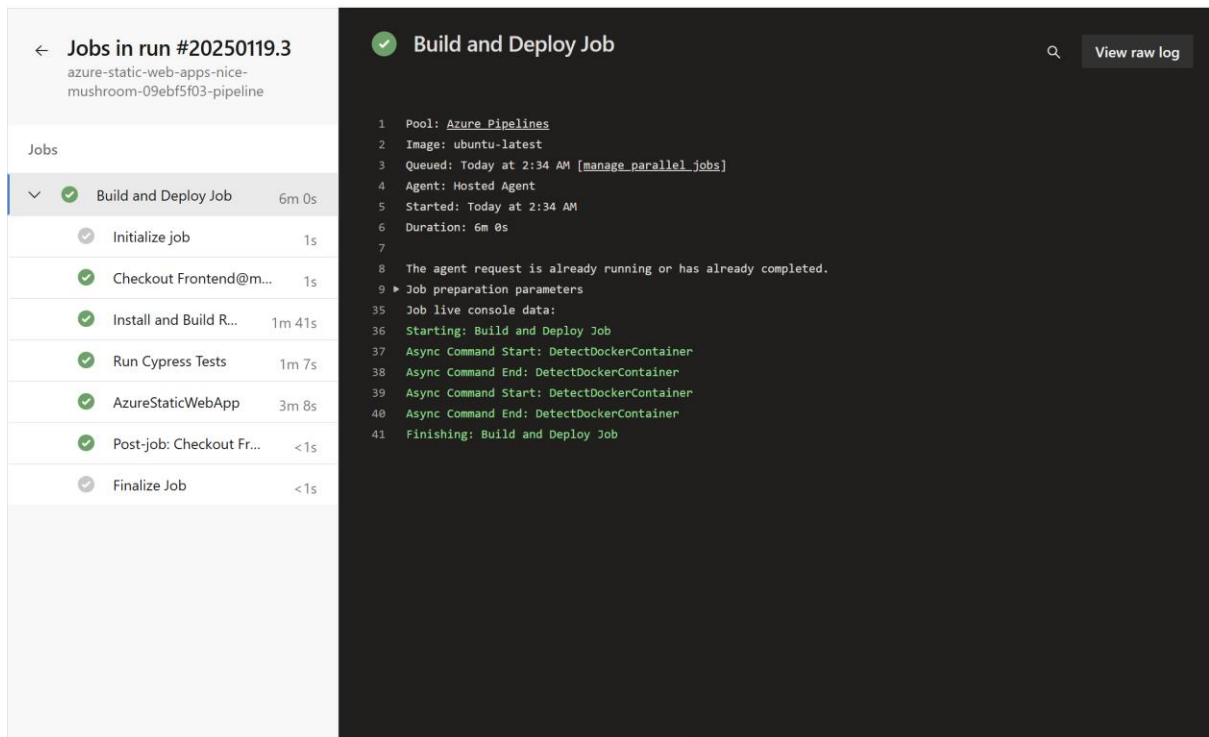 Jobs in run #20250119.3
azure-static-web-apps-nice-
mushroom-09ebf5f03-pipeline
Jobs
Build and Deploy Job 6m 0s
Initialize job 1s
Checkout Frontend@m... 1s
Install and Build R... 1m 41s
Run Cypress Tests 1m 7s
AzureStaticWebApp 3m 8s
Post-job: Checkout Fr... <1s
Finalize Job <1s
Build and Deploy Job
View raw log
1 Pool: Azure Pipelines
2 Image: ubuntu-latest
3 Queued: Today at 2:34 AM [manage parallel jobs]
4 Agent: Hosted Agent
5 Started: Today at 2:34 AM
6 Duration: 6m 0s
7
8 The agent request is already running or has already completed.
9 Job preparation parameters
35 Job live console data:
36 Starting: Build and Deploy Job
37 Async Command Start: DetectDockerContainer
38 Async Command End: DetectDockerContainer
39 Async Command Start: DetectDockerContainer
40 Async Command End: DetectDockerContainer
41 Finishing: Build and Deploy Job